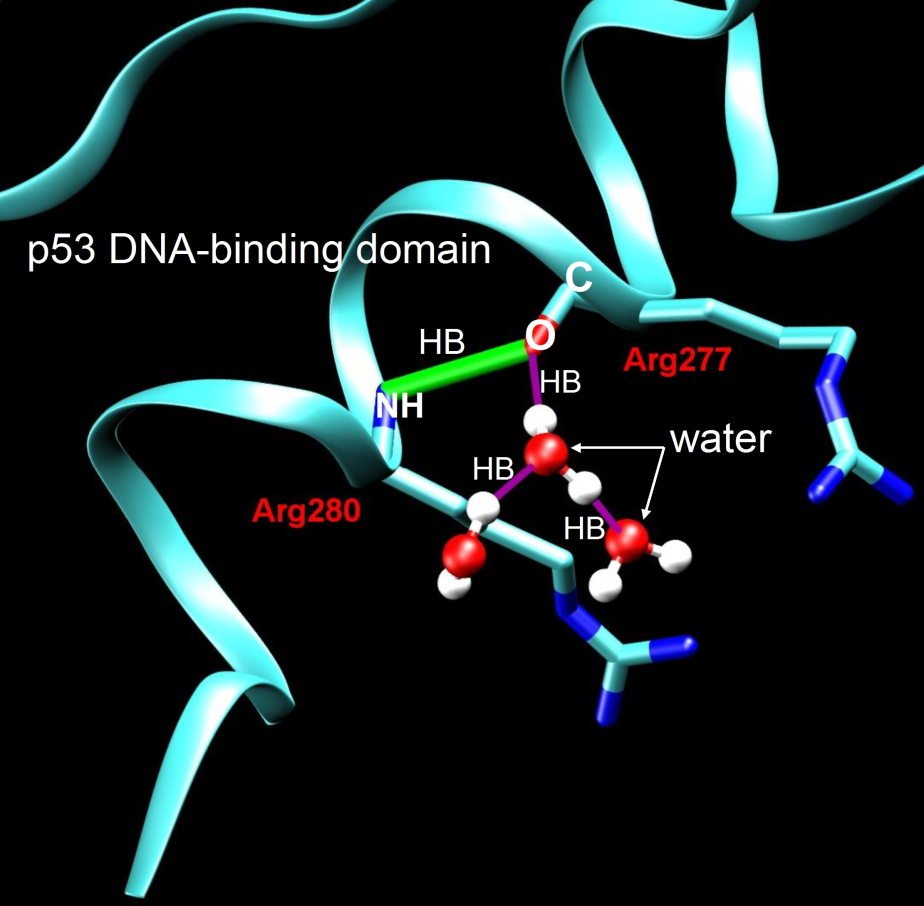 p53 DNA-binding domain
C
O
HB
Arg277
HB
NH
water
HB
Arg280
HB